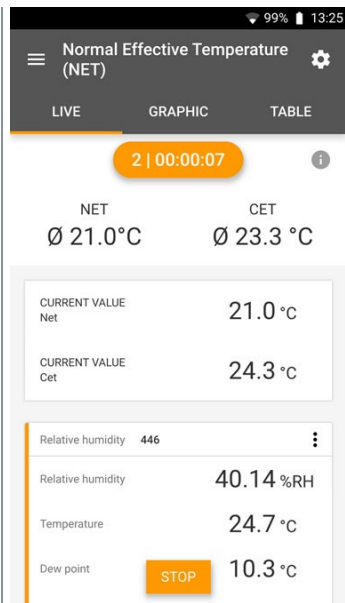 99% 13:25
Normal Effective Temperature
(NET)
LIVE GRAPHIC TABLE
2 | 00:00:07
NET CET
Ø 21.0°C Ø 23.3 °C
CURRENT VALUE
Net
21.0 °C
CURRENT VALUE
Cet
24.3 °C
Relative humidity 446
Relative humidity 40.14 %RH
Temperature 24.7 °C
Dew point 10.3 °C
STOP